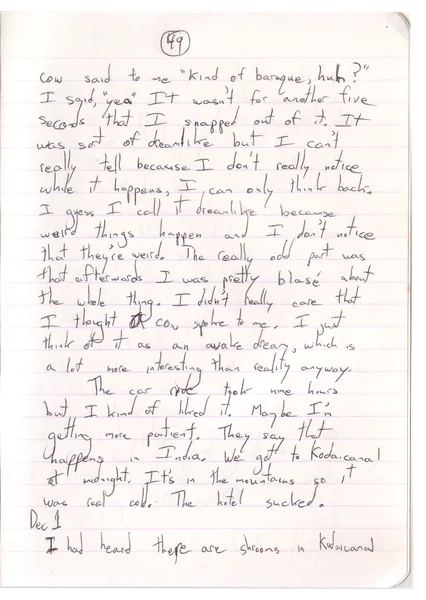 49
cow said to me "kind of baroque, huh?"
I said, "yea" It wasn't for another five
seconds that I snapped out of it. It
was sort of dreamlike but I can't
really tell because I don't really notice
while it happens, I can only think back.
I guess I call it dreamlike because
weird things happen and I don't notice
that they're weird. The really odd part was
that afterwards I was pretty blasé about
the whole thing. I didn't really care that
I thought a cow spoke to me. I just
think of it as an awake dream, which is
a lot more interesting than reality anyway.
The car ride took nine hours
but I kind of liked it. Maybe I'm
getting more patient. They say that
happens in India. We got to Kodaicanal
at midnight. It's in the mountains so it
was real cold. The hotel sucked.
Dec 1
I had heard there are shrooms in Kodaicanal